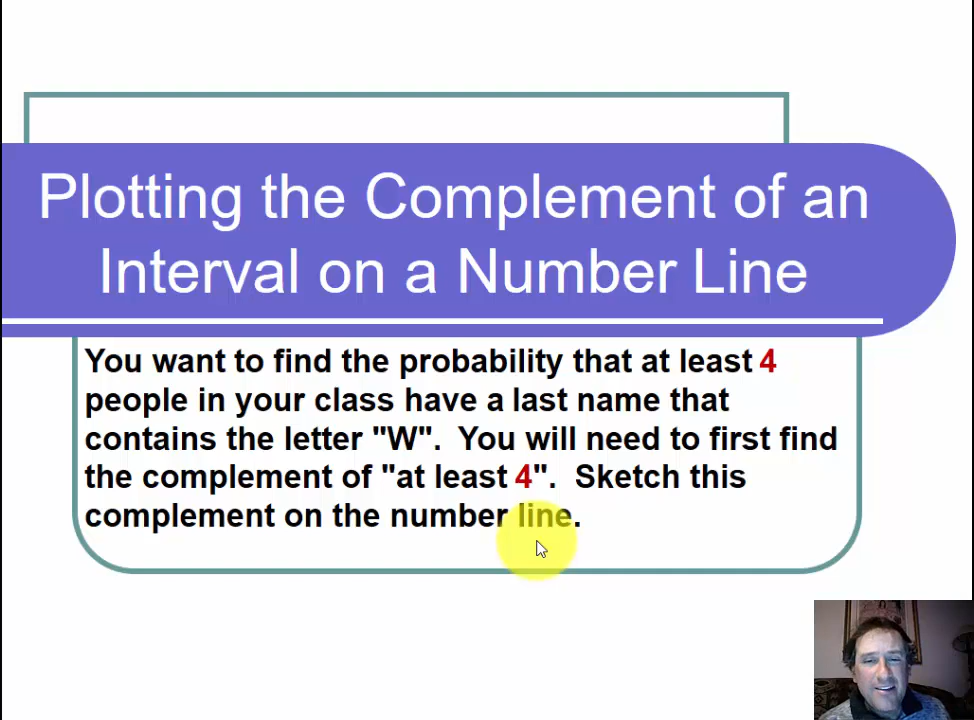 Plotting the Complement of an
Interval on a Number Line
You want to find the probability that at least 4
people in your class have a last name that
contains the letter "W".  You will need to first find
the complement of "at least 4".  Sketch this
complement on the number line.